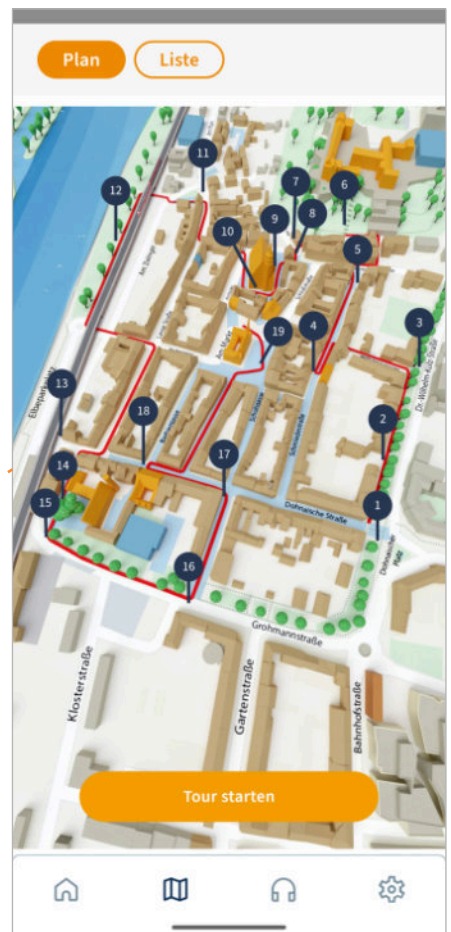 Plan
Liste
11
12
7
6
9
8
10
5
Am Zwinger
3
19
4
Dr.-Wilhelm-Külz-Straße
Elbeparkplatz
13
18
2
Schmiedestraße
14
17
15
1
Dohnaische Straße
Dohnaischer
Platz
16
Grohmannstraße
Klosterstraße
Gartenstraße
Bahnhofstraße
Tour starten